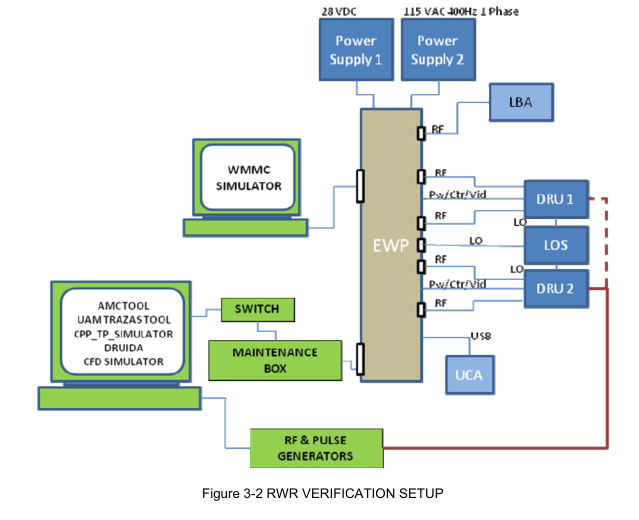 28 VDC
115 VAC 400Hz 1 Phase
Power
Supply 1
Power
Supply 2
LBA
RF
WMMC
SIMULATOR
RF
Pw/Ctr/Vid
DRU 1
RF
LO
EWP
LO
LOS
RF
LO
Pw/Ctr/Vid
DRU 2
RF
AMCTOOL
UAMTRAZASTOOL
CPP_TP_SIMULATOR
DRUIDA
CFD SIMULATOR
SWITCH
MAINTENANCE
BOX
USB
UCA
RF & PULSE
GENERATORS
Figure 3-2 RWR VERIFICATION SETUP